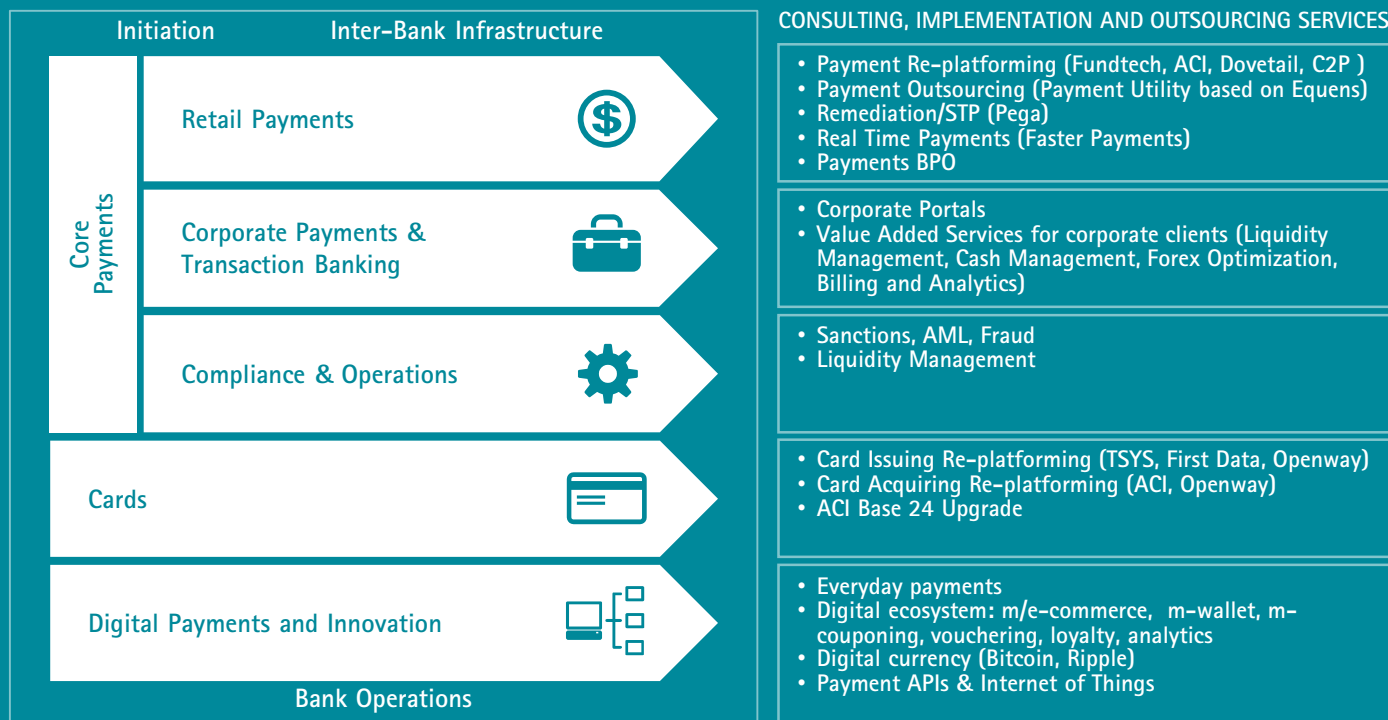 Initiation
Inter-Bank Infrastructure
CONSULTING, IMPLEMENTATION AND OUTSOURCING SERVICES
Core
Payments
Retail Payments
• Payment Re-platforming (Fundtech, ACI, Dovetail, C2P )
• Payment Outsourcing (Payment Utility based on Equens)
• Remediation/STP (Pega)
• Real Time Payments (Faster Payments)
• Payments BPO
Corporate Payments &
Transaction Banking
• Corporate Portals
• Value Added Services for corporate clients (Liquidity
Management, Cash Management, Forex Optimization,
Billing and Analytics)
Compliance & Operations
• Sanctions, AML, Fraud
• Liquidity Management
Cards
• Card Issuing Re-platforming (TSYS, First Data, Openway)
• Card Acquiring Re-platforming (ACI, Openway)
• ACI Base 24 Upgrade
Digital Payments and Innovation
• Everyday payments
• Digital ecosystem: m/e-commerce, m-wallet, m-
couponing, vouchering, loyalty, analytics
• Digital currency (Bitcoin, Ripple)
• Payment APIs & Internet of Things
Bank Operations